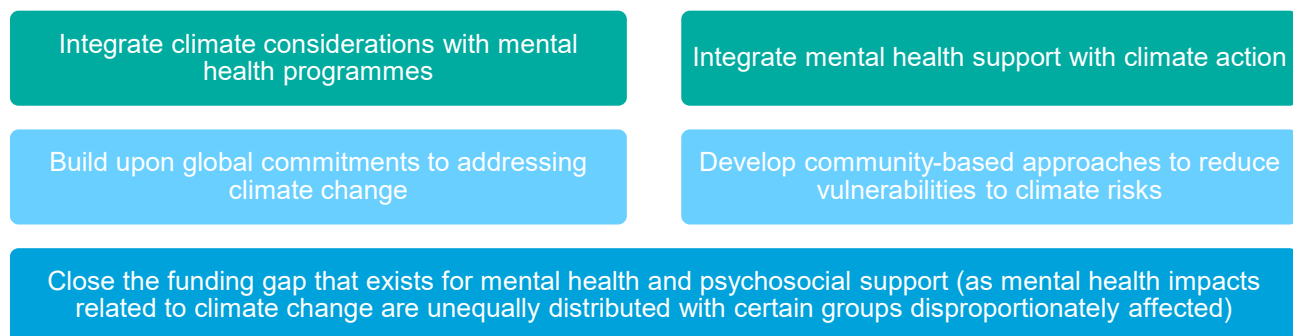 Integrate climate considerations with mental
health programmes
Integrate mental health support with climate action
Build upon global commitments to addressing
climate change
Develop community-based approaches to reduce
vulnerabilities to climate risks
Close the funding gap that exists for mental health and psychosocial support (as mental health impacts
related to climate change are unequally distributed with certain groups disproportionately affected)